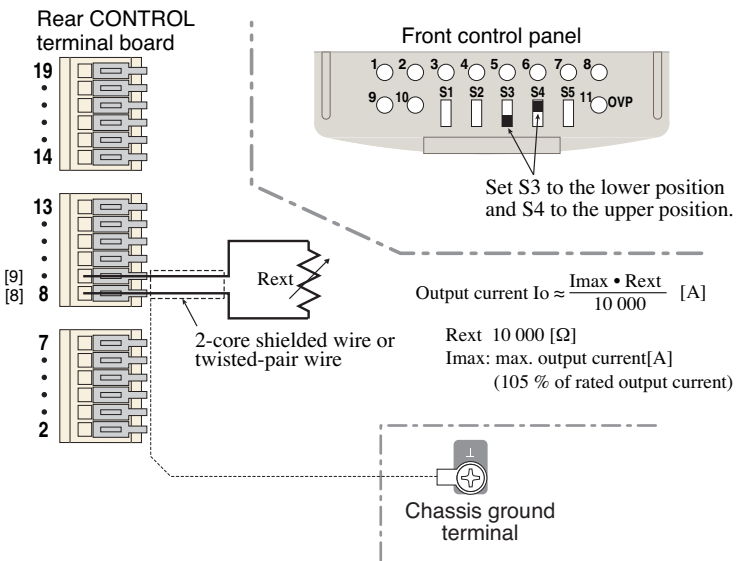 Rear CONTROL
terminal board
19
14
13
[9]
[8] 8
7
2
Rext
2-core shielded wire or
twisted-pair wire
Front control panel
1 2 3 4 5 6 7 8
9 10 S1 S2 S3 S4 S5 11 OVP
Set S3 to the lower position
and S4 to the upper position.
Output current Io ≈ Imax • Rext / 10 000 [A]
Rext 10 000 [Ω]
Imax: max. output current[A]
(105 % of rated output current)
Chassis ground
terminal